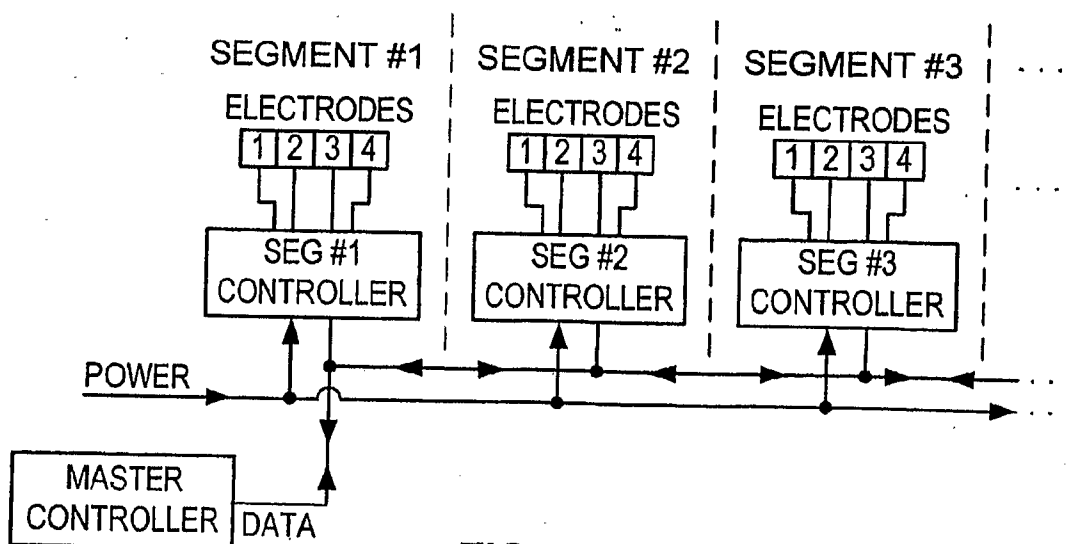 SEGMENT #1
ELECTRODES
1 2 3 4
SEG #1
CONTROLLER
SEGMENT #2
ELECTRODES
1 2 3 4
SEG #2
CONTROLLER
SEGMENT #3
ELECTRODES
1 2 3 4
SEG #3
CONTROLLER
POWER
MASTER
CONTROLLER
DATA